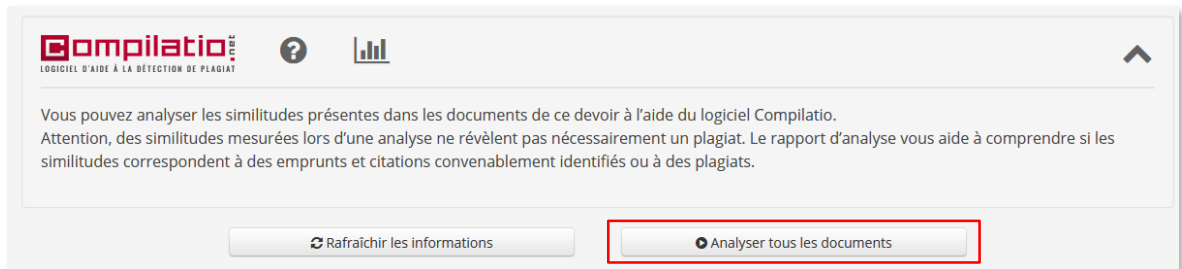 Compilatio.net
LOGICIEL D'AIDE À LA DÉTECTION DE PLAGIAT
Vous pouvez analyser les similitudes présentes dans les documents de ce devoir à l'aide du logiciel Compilatio.
Attention, des similitudes mesurées lors d'une analyse ne révèlent pas nécessairement un plagiat. Le rapport d'analyse vous aide à comprendre si les
similitudes correspondent à des emprunts et citations convenablement identifiés ou à des plagiats.
Rafraîchir les informations
Analyser tous les documents